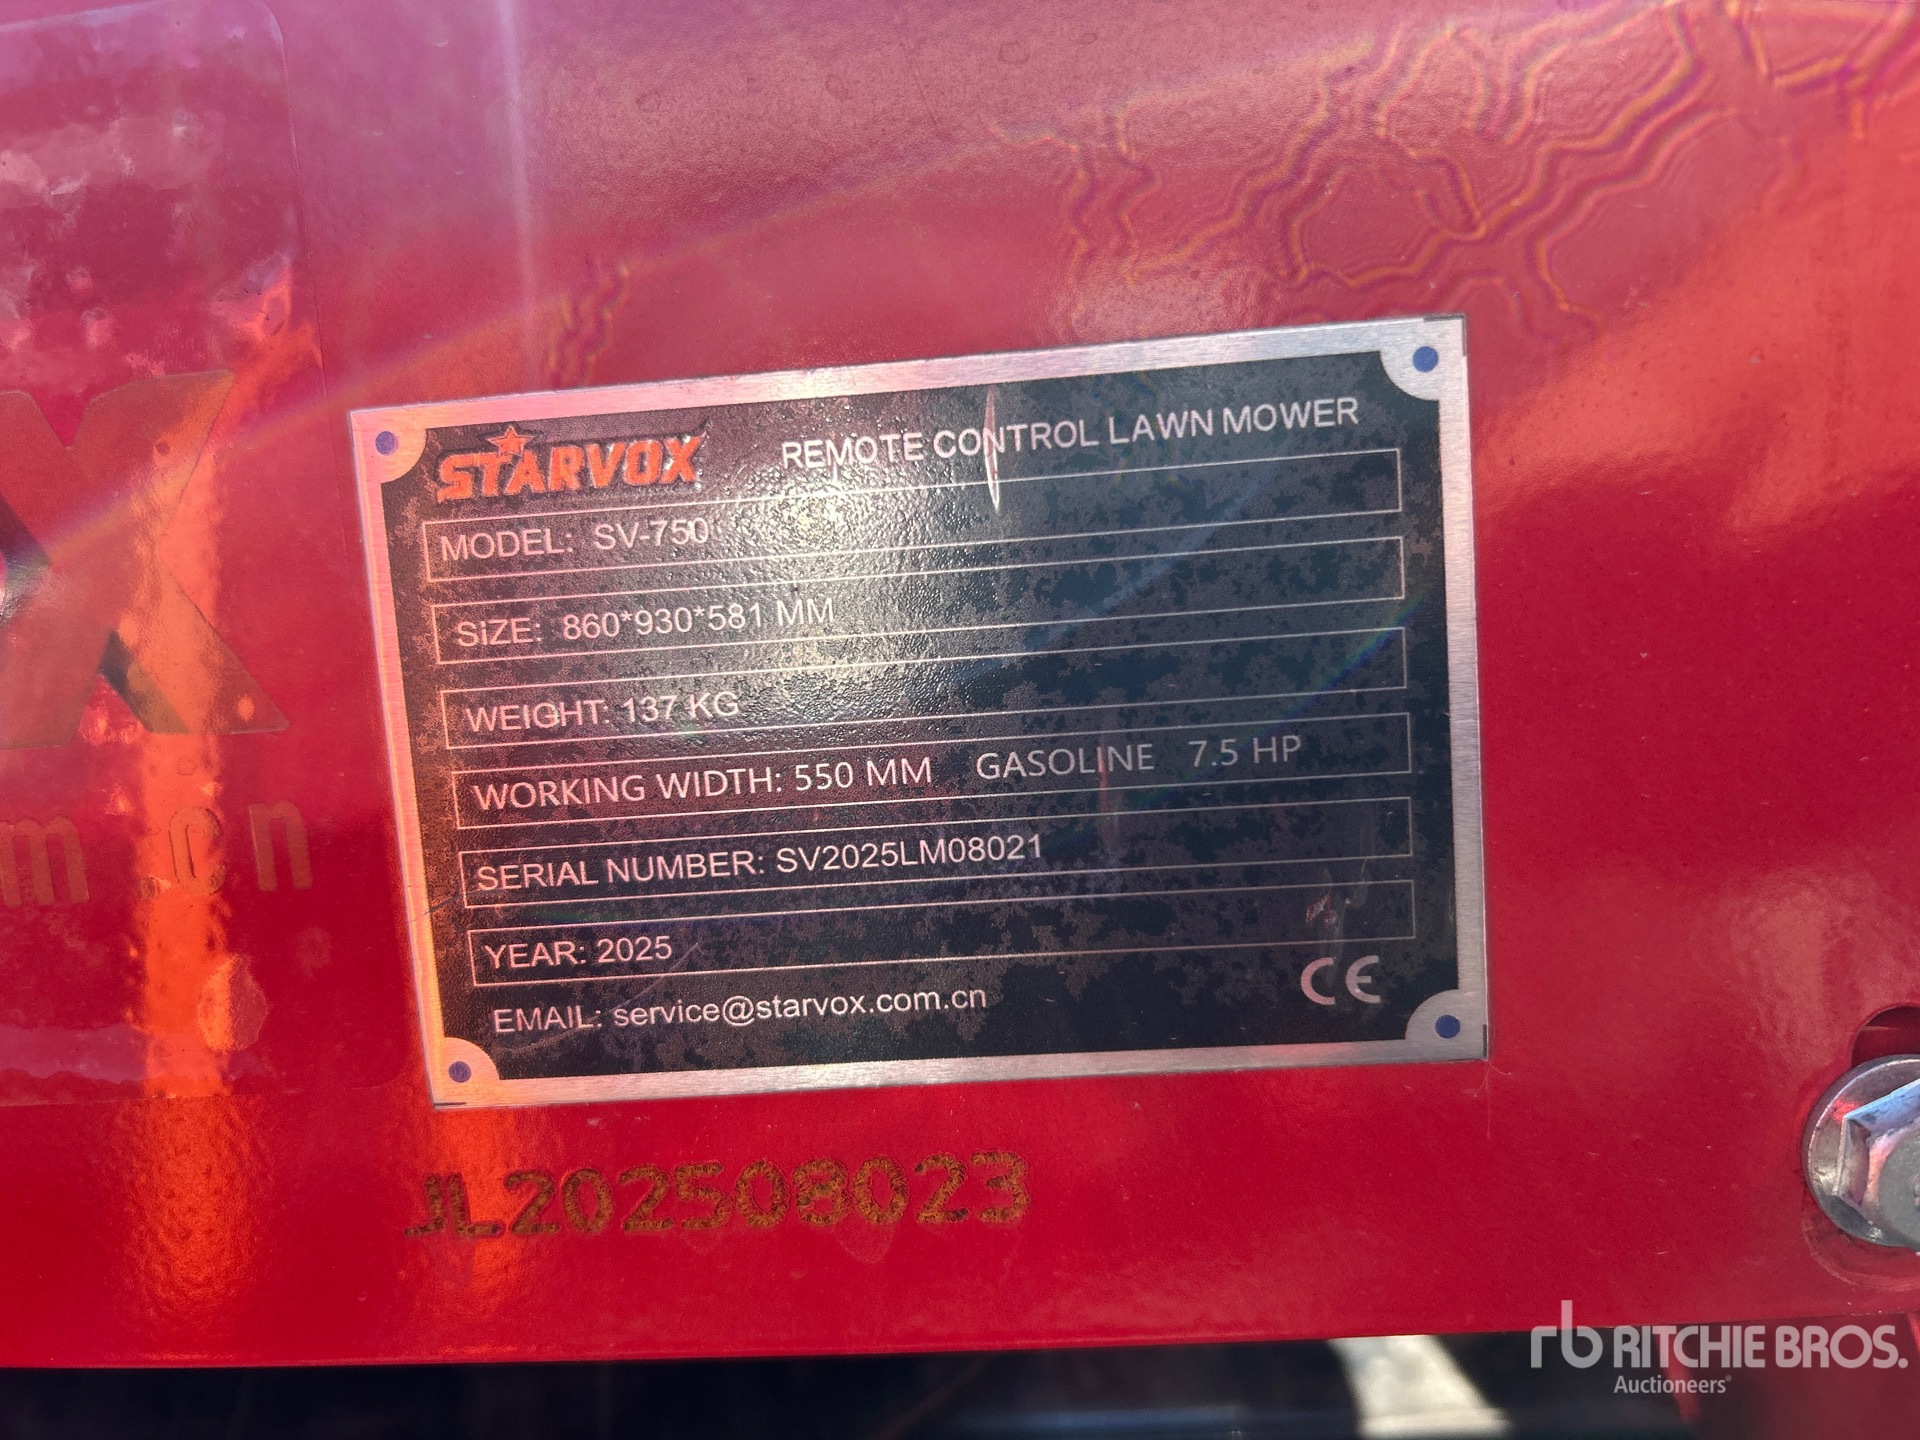 STARVOX REMOTE CONTROL LAWN MOWER
MODEL: SV-750
SiZE: 860*930*581 MM
WEIGHT: 137 KG
WORKING WIDTH: 550 MM GASOLINE 7.5 HP
SERIAL NUMBER: SV2025LM08021
YEAR: 2025
EMAIL: service@starvox.com.cn
CE
X
m.cn
JL202508023
rb RITCHIE BROS.
Auctioneers®